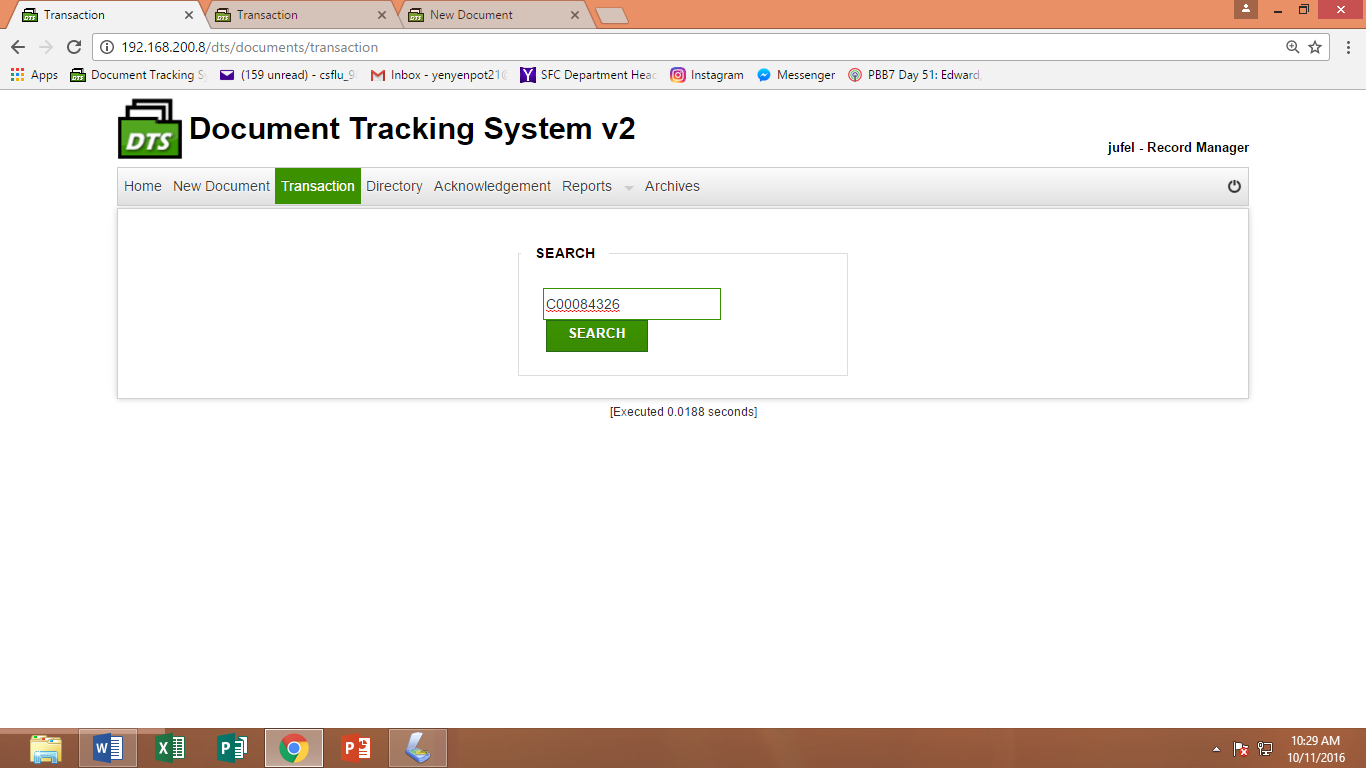 Transaction Transaction New Document
192.168.200.8/dts/documents/transaction
Apps Document Tracking S (159 unread) - csflu_9 Inbox - yenyenpot21@ SFC Department Head Instagram Messenger PBB7 Day 51: Edward,
DTS Document Tracking System v2
jufel - Record Manager
Home New Document Transaction Directory Acknowledgement Reports Archives
SEARCH
C00084326
SEARCH
[Executed 0.0188 seconds]
10:29 AM
10/11/2016